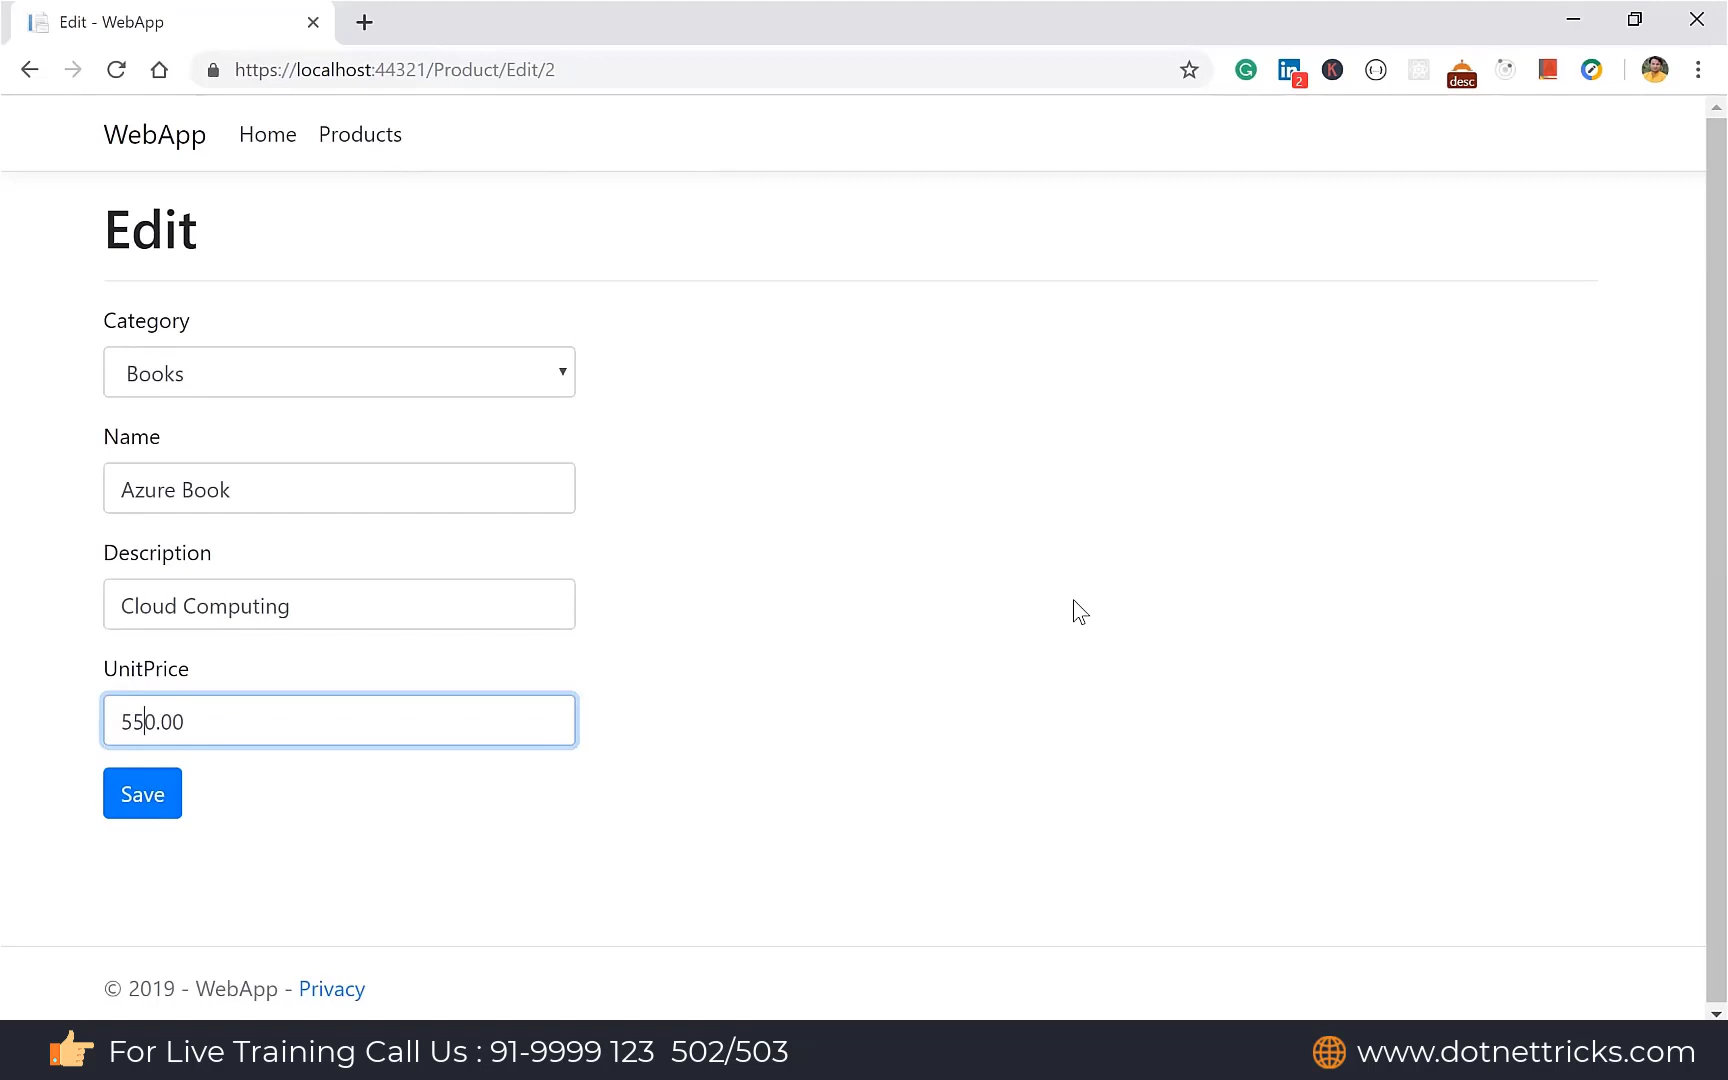 Edit - WebApp
https://localhost:44321/Product/Edit/2
2
desc
WebApp Home Products
Edit
Category
Books
Name
Azure Book
Description
Cloud Computing
UnitPrice
550.00
Save
© 2019 - WebApp - Privacy
For Live Training Call Us : 91-9999 123 502/503
www.dotnettricks.com